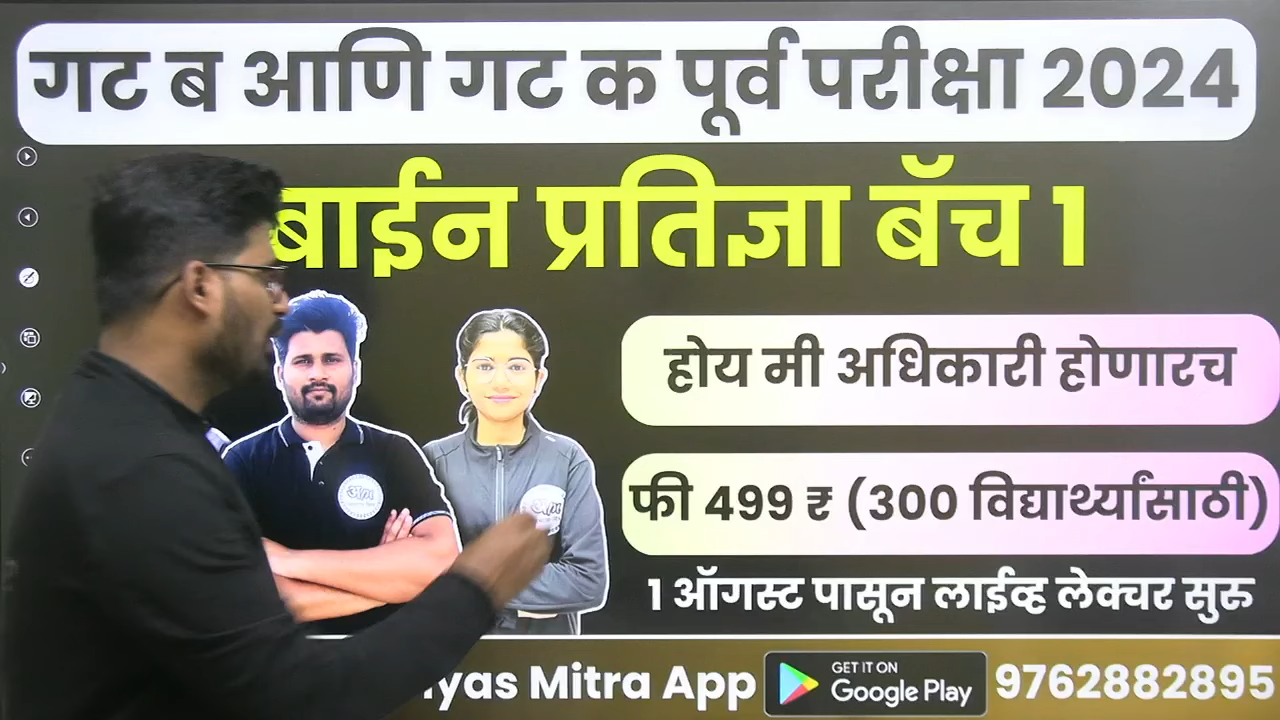 गट ब आणि गट क पूर्व परीक्षा 2024
बाईन प्रतिज्ञा बॅच 1
होय मी अधिकारी होणारच
फी 499 ₹ (300 विद्यार्थ्यांसाठी)
1 ऑगस्ट पासून लाईव्ह लेक्चर सुरु
Mitra App
GET IT ON
Google Play
9762882895